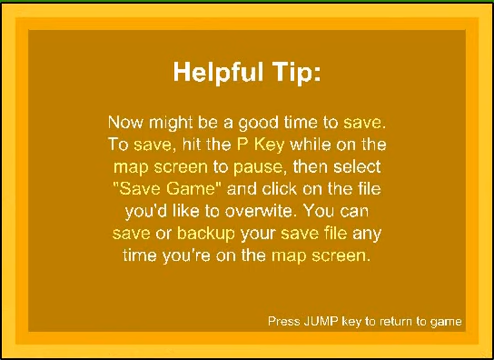 Helpful Tip:
Now might be a good time to save.
To save, hit the P Key while on the
map screen to pause, then select
"Save Game" and click on the file
you'd like to overwite. You can
save or backup your save file any
time you're on the map screen.
Press JUMP key to return to game